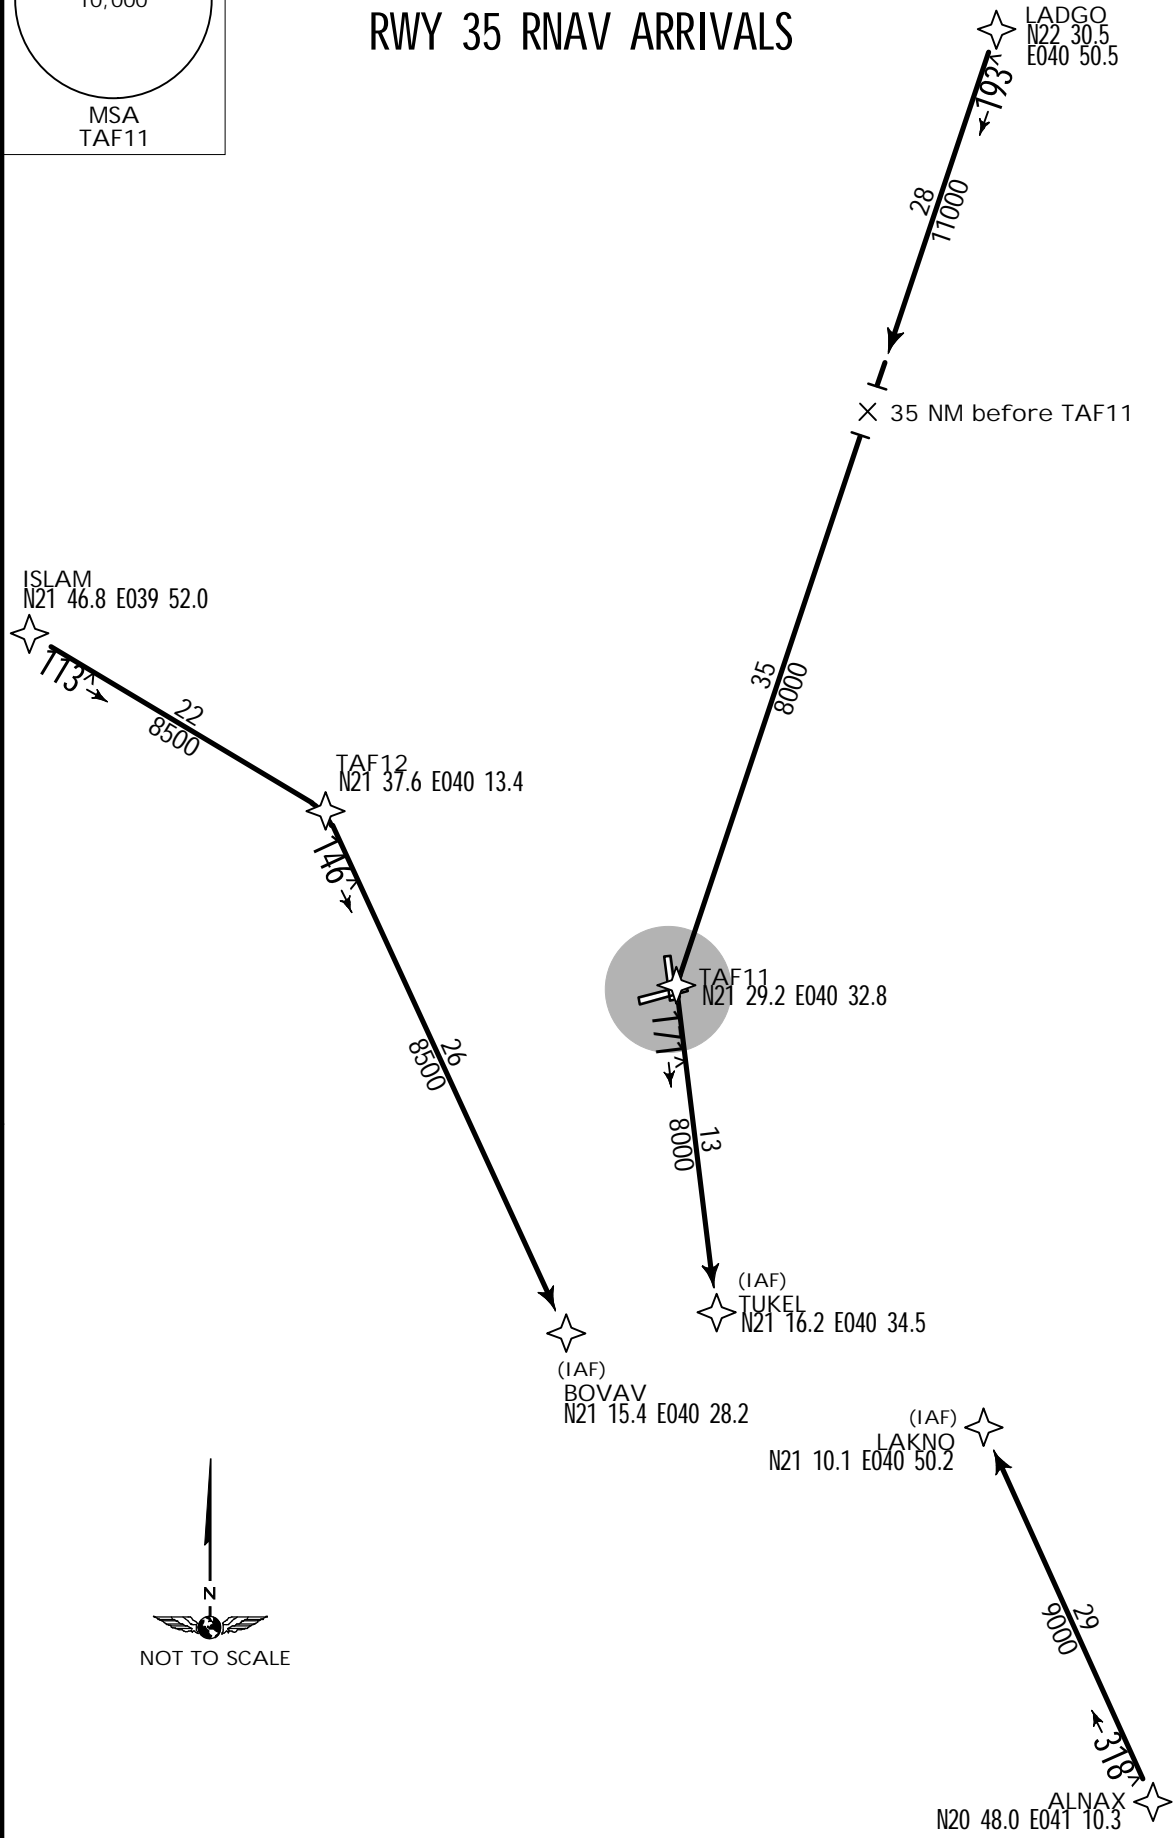 10,000
MSA
TAF11
RWY 35 RNAV ARRIVALS
LADGO
N22 30.5
E040 50.5
193^
28
11000
35 NM before TAF11
ISLAM
N21 46.8 E039 52.0
113^
22
8500
35
8000
TAF12
N21 37.6 E040 13.4
146^
TAF11
N21 29.2 E040 32.8
171^
26
8500
13
8000
(IAF)
TUKEL
N21 16.2 E040 34.5
(IAF)
BOVAV
N21 15.4 E040 28.2
(IAF)
LAKNO
N21 10.1 E040 50.2
N
NOT TO SCALE
29
9000
318^
ALNAX
N20 48.0 E041 10.3